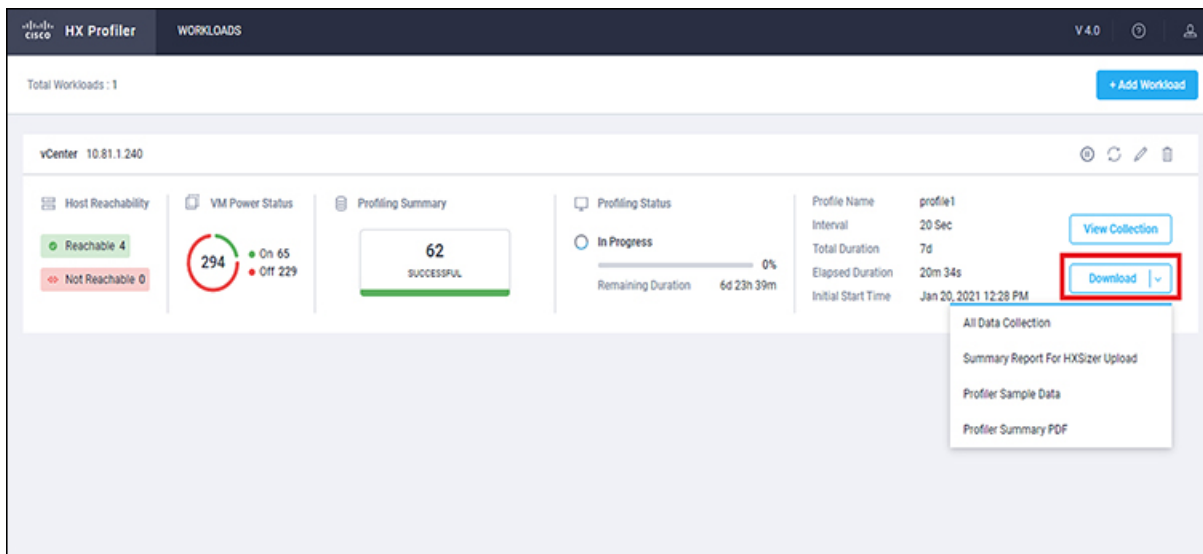 cisco HX Profiler WORKLOADS V 4.0
Total Workloads : 1 + Add Workload
vCenter 10.81.1.240
Host Reachability
Reachable 4
Not Reachable 0
VM Power Status
294
On 65
Off 229
Profiling Summary
62
SUCCESSFUL
Profiling Status
In Progress
0%
Remaining Duration 6d 23h 39m
Profile Name profile1
Interval 20 Sec
Total Duration 7d
Elapsed Duration 20m 34s
Initial Start Time Jan 20, 2021 12:28 PM
View Collection
Download
All Data Collection
Summary Report For HXSizer Upload
Profiler Sample Data
Profiler Summary PDF